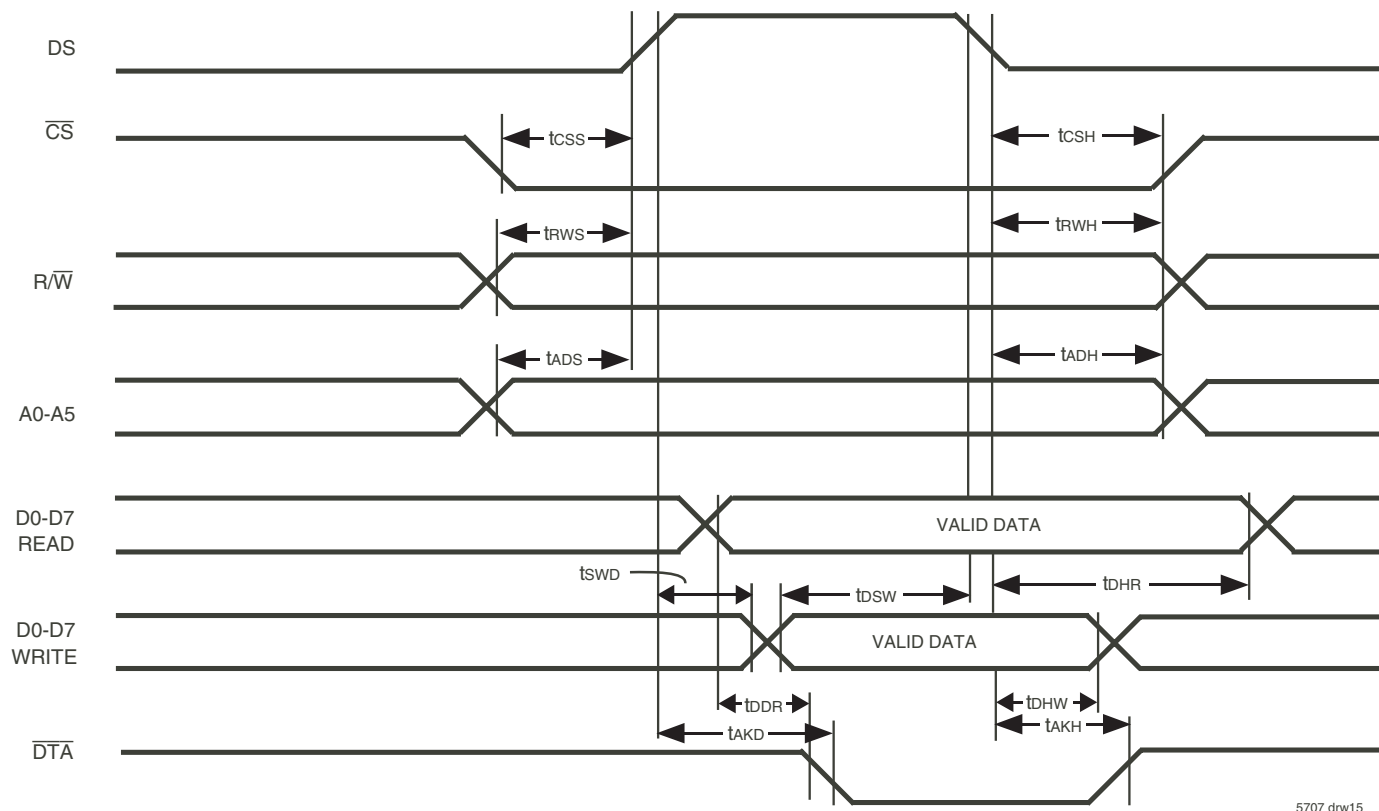 DS
CS
tCSS
tCSH
tRWS
tRWH
R/W
tADS
tADH
A0-A5
D0-D7
READ
VALID DATA
tSWD
tDSW
tDHR
D0-D7
WRITE
VALID DATA
tDDR
tDHW
tAKD
tAKH
DTA
5707 drw15